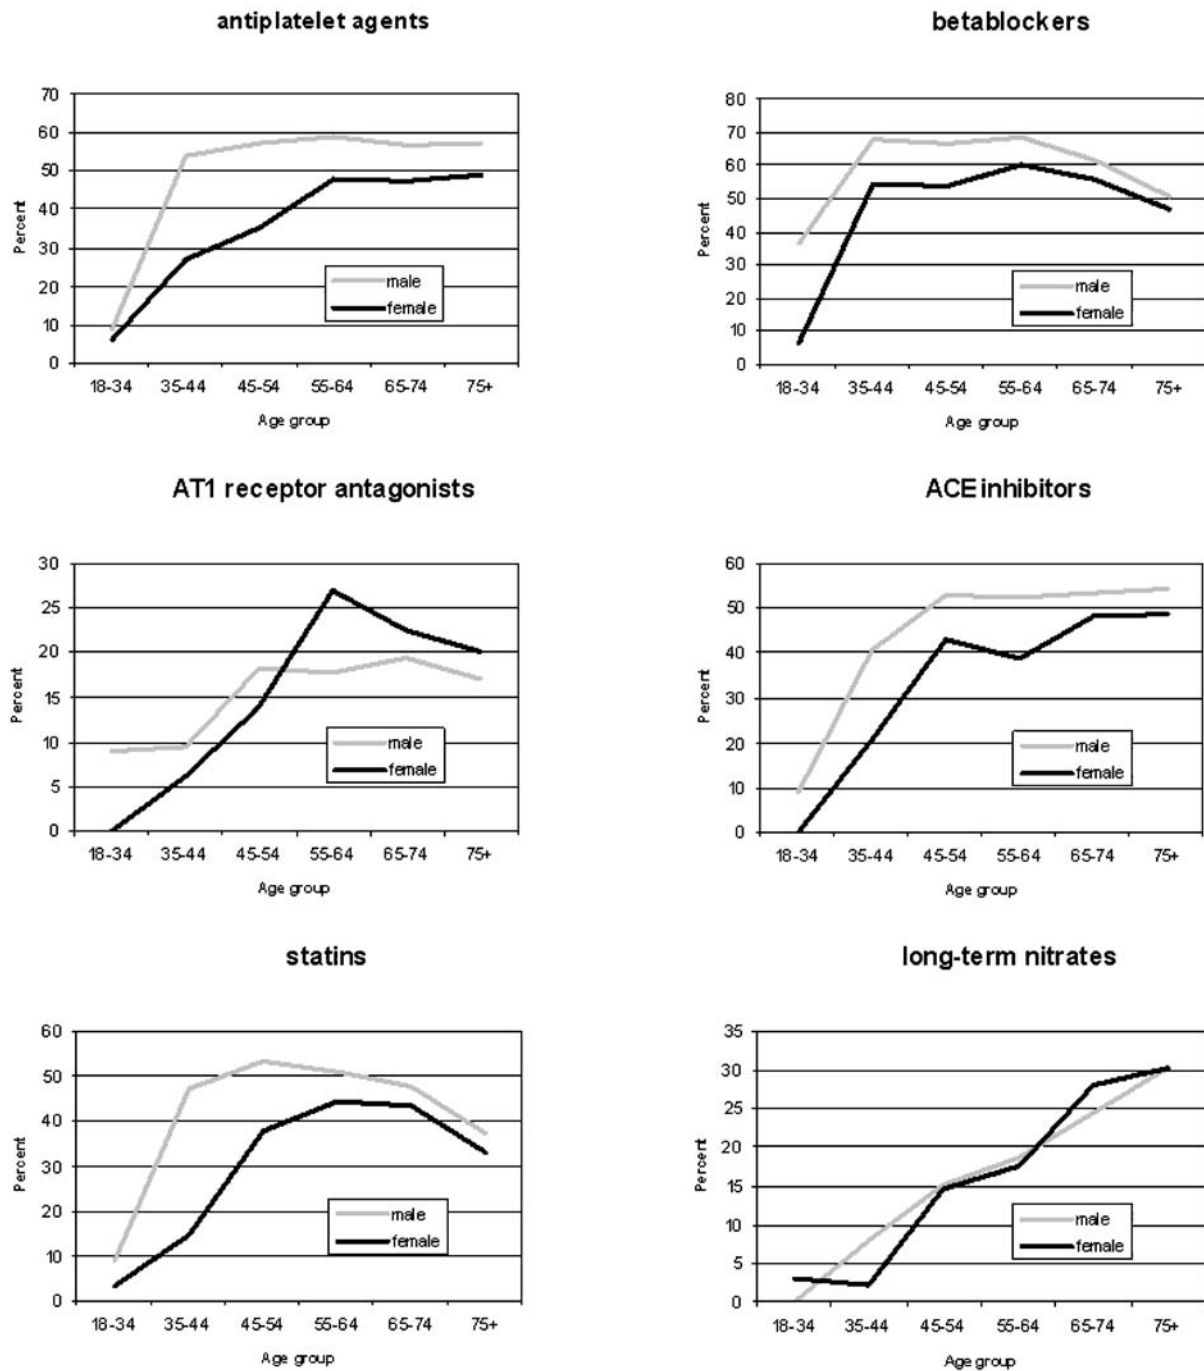 antiplatelet agents
70
60
50
40
30
20
10
0
Percent
male
female
18-34 35-44 45-54 55-64 65-74 75+
Age group
betablockers
80
70
60
50
40
30
20
10
0
Percent
male
female
18-34 35-44 45-54 55-64 65-74 75+
Age group
AT1 receptor antagonists
30
25
20
15
10
5
0
Percent
male
female
18-34 35-44 45-54 55-64 65-74 75+
Age group
ACE inhibitors
60
50
40
30
20
10
0
Percent
male
female
18-34 35-44 45-54 55-64 65-74 75+
Age group
statins
60
50
40
30
20
10
0
Percent
male
female
18-34 35-44 45-54 55-64 65-74 75+
Age group
long-term nitrates
35
30
25
20
15
10
5
0
Percent
male
female
18-34 35-44 45-54 55-64 65-74 75+
Age group